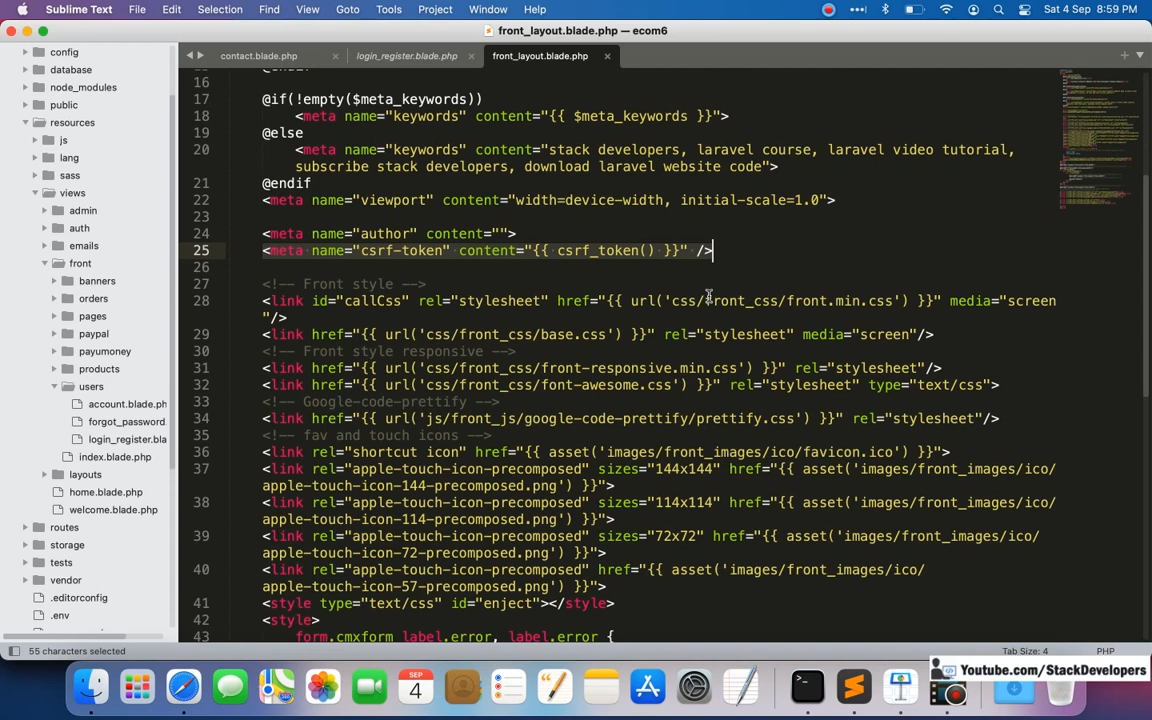 Sublime Text File Edit Selection Find View Goto Tools Project Window Help Sat 4 Sep 8:59 PM
front_layout.blade.php — ecom6
config
database
node_modules
public
resources
js
lang
sass
views
admin
auth
emails
front
banners
orders
pages
paypal
payumoney
products
users
account.blade.ph
forgot_password.
login_register.bla
index.blade.php
layouts
home.blade.php
welcome.blade.php
routes
storage
tests
vendor
.editorconfig
.env
contact.blade.php × login_register.blade.php × front_layout.blade.php ×
16
17 @if(!empty($meta_keywords))
18 <meta name="keywords" content="{{ $meta_keywords }}">
19 @else
20 <meta name="keywords" content="stack developers, laravel course, laravel video tutorial,
subscribe stack developers, download laravel website code">
21 @endif
22 <meta name="viewport" content="width=device-width, initial-scale=1.0">
23
24 <meta name="author" content="">
25 <meta name="csrf-token" content="{{ csrf_token() }}" />
26
27 <!-- Front style -->
28 <link id="callCss" rel="stylesheet" href="{{ url('css/front_css/front.min.css') }}" media="screen
"/>
29 <link href="{{ url('css/front_css/base.css') }}" rel="stylesheet" media="screen"/>
30 <!-- Front style responsive -->
31 <link href="{{ url('css/front_css/front-responsive.min.css') }}" rel="stylesheet"/>
32 <link href="{{ url('css/front_css/font-awesome.css') }}" rel="stylesheet" type="text/css">
33 <!-- Google-code-prettify -->
34 <link href="{{ url('js/front_js/google-code-prettify/prettify.css') }}" rel="stylesheet"/>
35 <!-- fav and touch icons -->
36 <link rel="shortcut icon" href="{{ asset('images/front_images/ico/favicon.ico') }}">
37 <link rel="apple-touch-icon-precomposed" sizes="144x144" href="{{ asset('images/front_images/ico/
apple-touch-icon-144-precomposed.png') }}">
38 <link rel="apple-touch-icon-precomposed" sizes="114x114" href="{{ asset('images/front_images/ico/
apple-touch-icon-114-precomposed.png') }}">
39 <link rel="apple-touch-icon-precomposed" sizes="72x72" href="{{ asset('images/front_images/ico/
apple-touch-icon-72-precomposed.png') }}">
40 <link rel="apple-touch-icon-precomposed" href="{{ asset('images/front_images/ico/
apple-touch-icon-57-precomposed.png') }}">
41 <style type="text/css" id="enject"></style>
42 <style>
43 form.cmxform label.error, label.error {
55 characters selected Tab Size: 4 PHP
SEP
4
Youtube.com/StackDevelopers